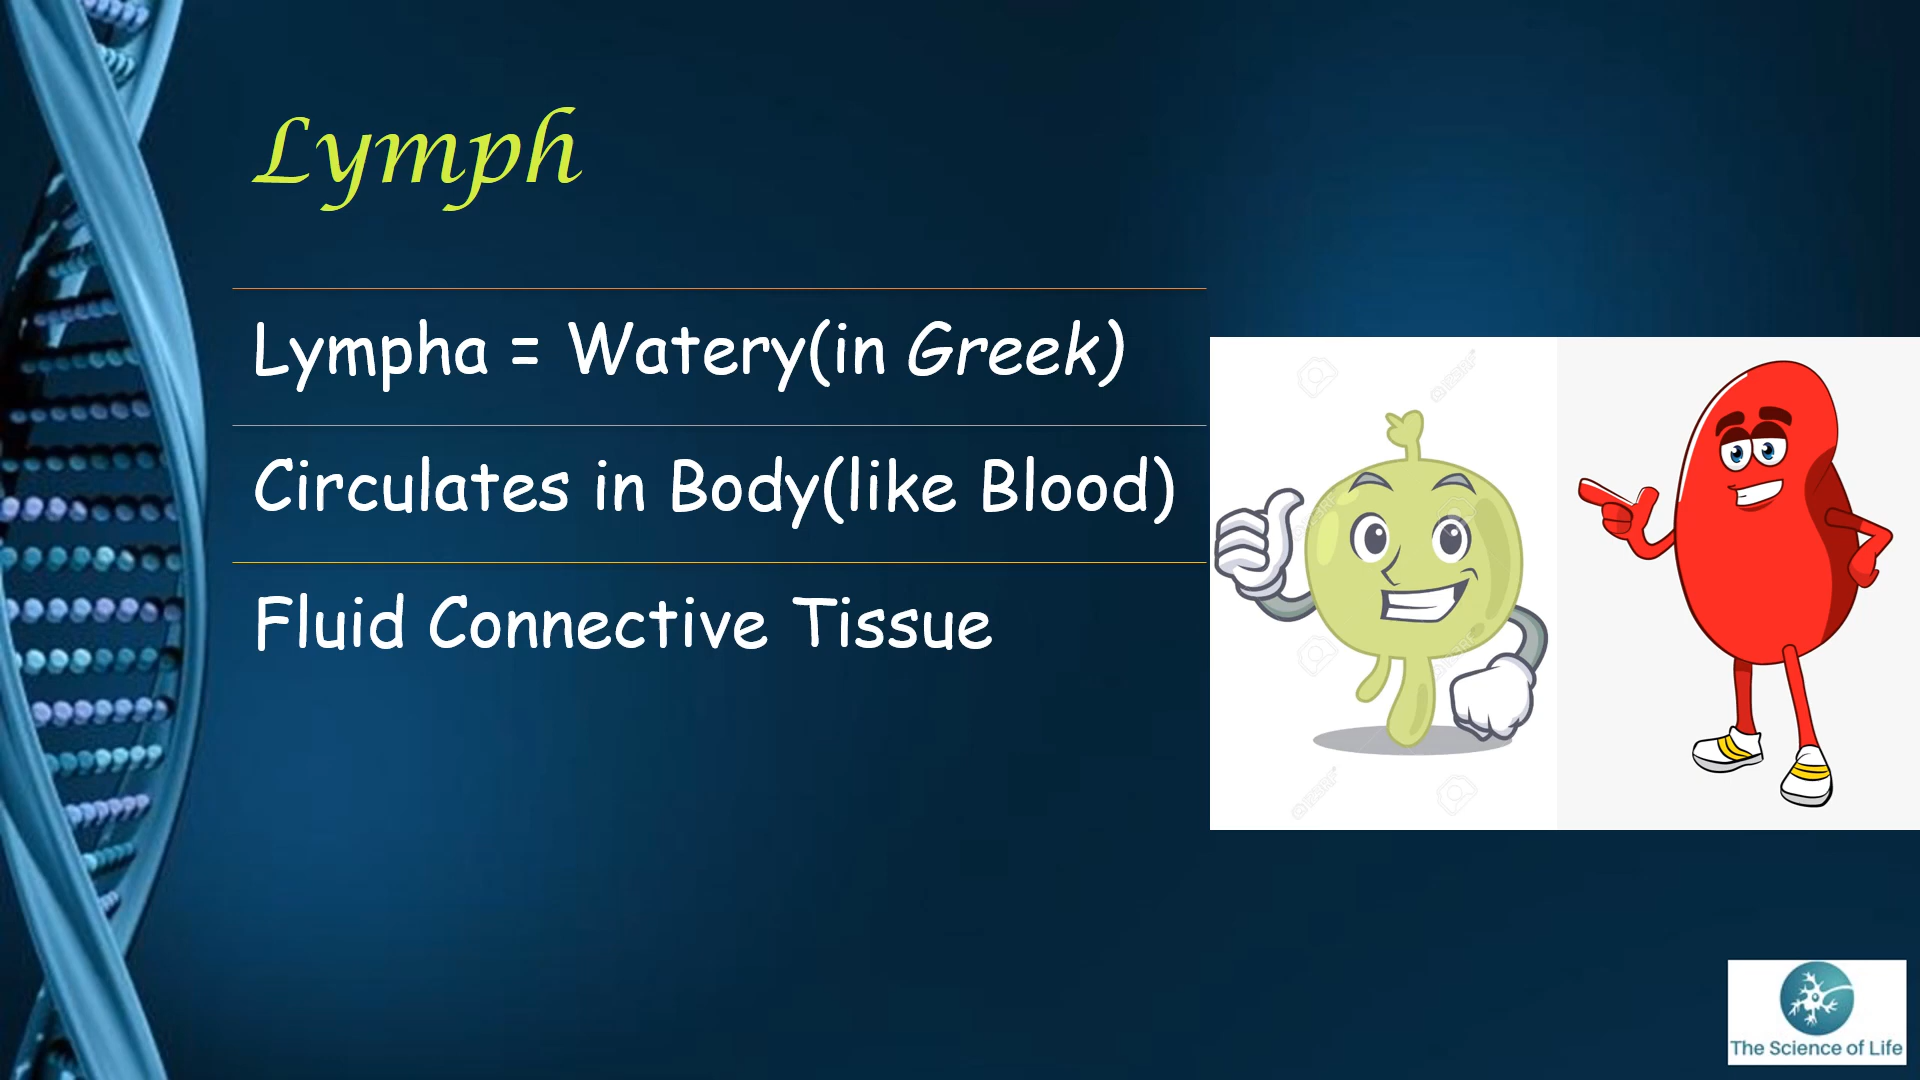 Lymph
Lympha = Watery(in Greek)
Circulates in Body(like Blood)
Fluid Connective Tissue
The Science of Life